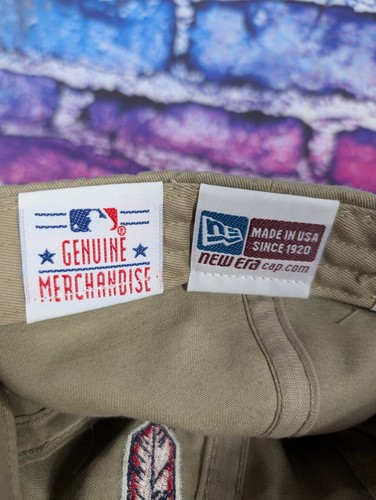 GENUINE
MERCHANDISE
MADE IN USA
SINCE 1920
NEW ERA cap.com